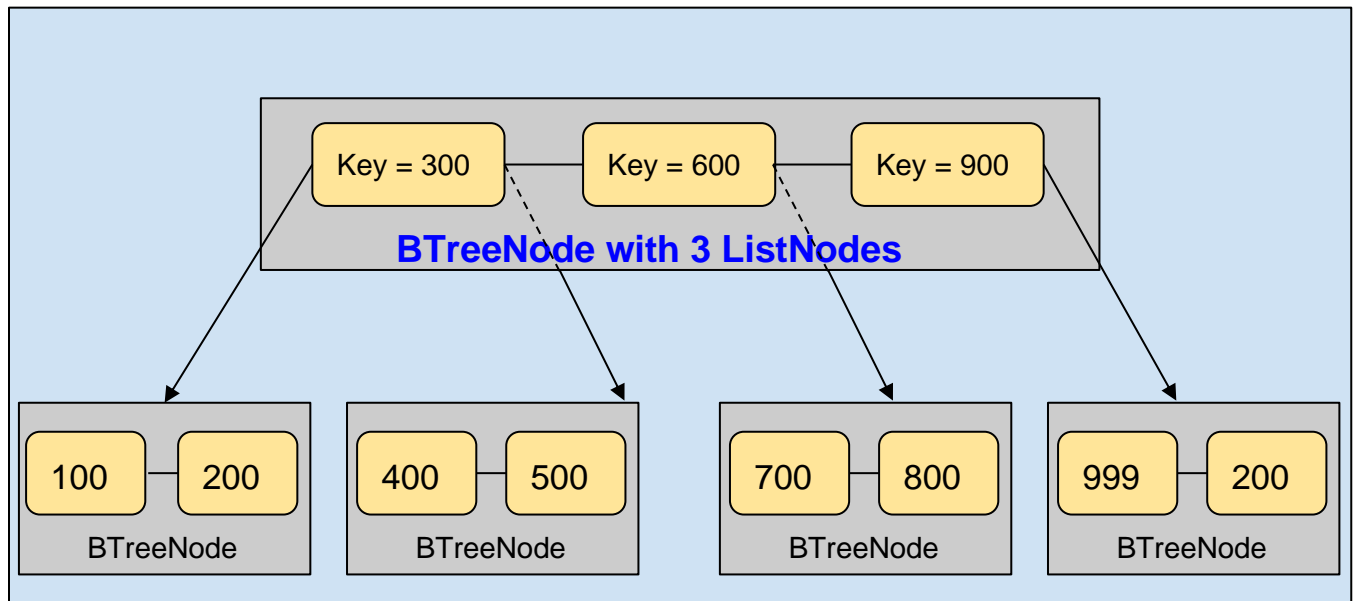 Key = 300 Key = 600 Key = 900
BTreeNode with 3 ListNodes
100 200 400 500 700 800 999 200
BTreeNode BTreeNode BTreeNode BTreeNode